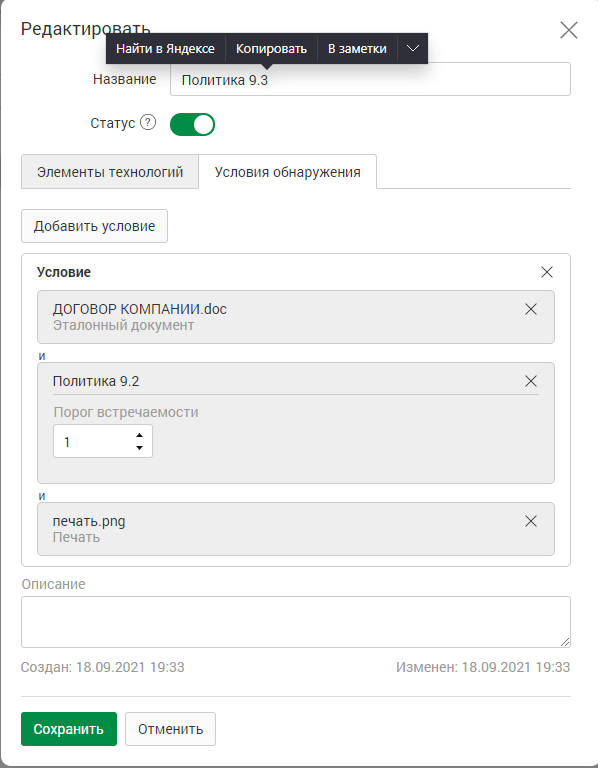 Редактировать
Найти в Яндексе Копировать В заметки
Название Политика 9.3
Статус ?
Элементы технологий Условия обнаружения
Добавить условие
Условие
ДОГОВОР КОМПАНИИ.doc
Эталонный документ
и
Политика 9.2
Порог встречаемости
1
и
печать.png
Печать
Описание
Создан: 18.09.2021 19:33 Изменен: 18.09.2021 19:33
Сохранить Отменить